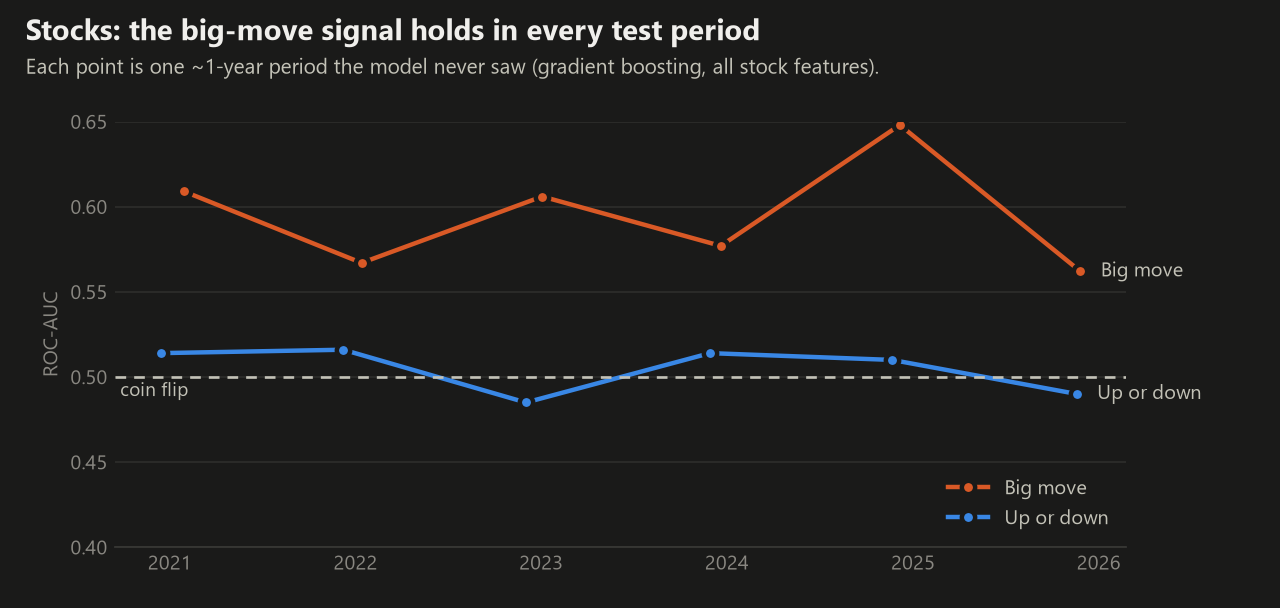 Stocks: the big-move signal holds in every test period
Each point is one ~1-year period the model never saw (gradient boosting, all stock features).
ROC-AUC
0.65
0.60
0.55
0.50
0.45
0.40
coin flip
Big move
Up or down
Big move
Up or down
2021 2022 2023 2024 2025 2026